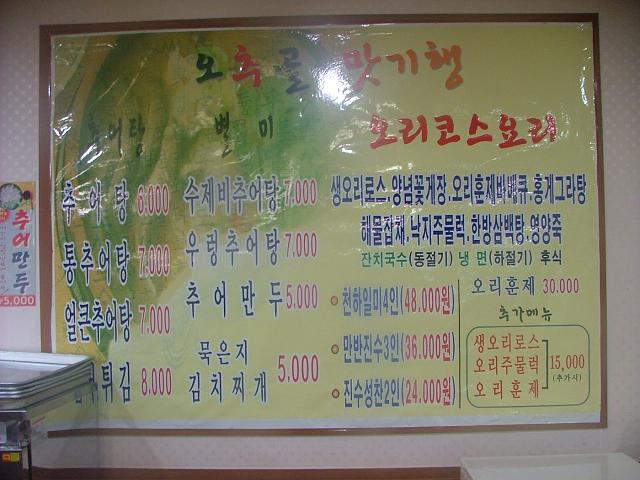 오추골 맛기행
추어탕
추어탕 6.000
통추어탕 7.000
얼큰추어탕 7.000
튀김 8.000
별미
수제비추어탕 7.000
우렁추어탕 7.000
추어만두 5.000
묵은지
김치찌개 5.000
오리코스요리
생오리로스.양념꽃게장.오리훈제바베큐.홍게그라탕
해물잡채.낙지주물럭.한방삼백탕.영양죽
잔치국수(동절기) 냉면(하절기) 후식
천하일미4인(48.000원)
만반진수3인(36.000원)
진수성찬2인(24.000원)
오리훈제 30.000
추가메뉴
생오리로스
오리주물럭
오리훈제
15,000
(추가시)
추어만두
₩5,000